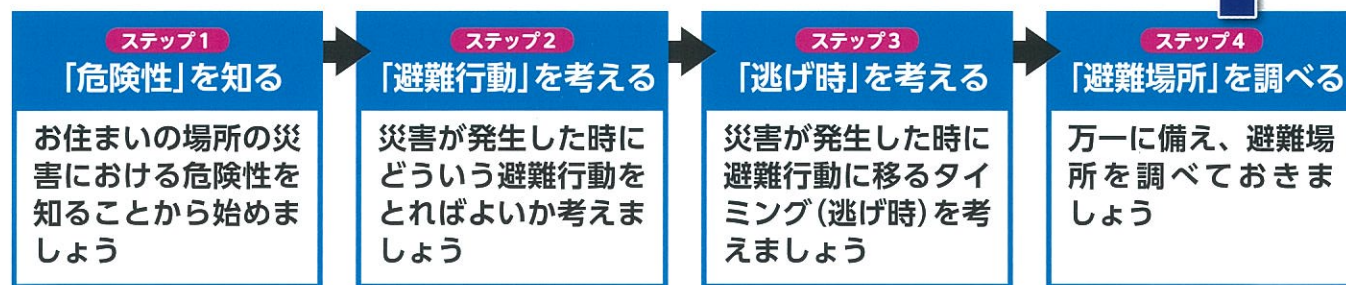 ステップ1
「危険性」を知る
お住まいの場所の災
害における危険性を
知ることから始めま
しょう
ステップ2
「避難行動」を考える
災害が発生した時に
どういう避難行動を
とればよいか考えま
しょう
ステップ3
「逃げ時」を考える
災害が発生した時に
避難行動に移るタイ
ミング(逃げ時)を考
えましょう
ステップ4
「避難場所」を調べる
万一に備え、避難場
所を調べておきま
しょう